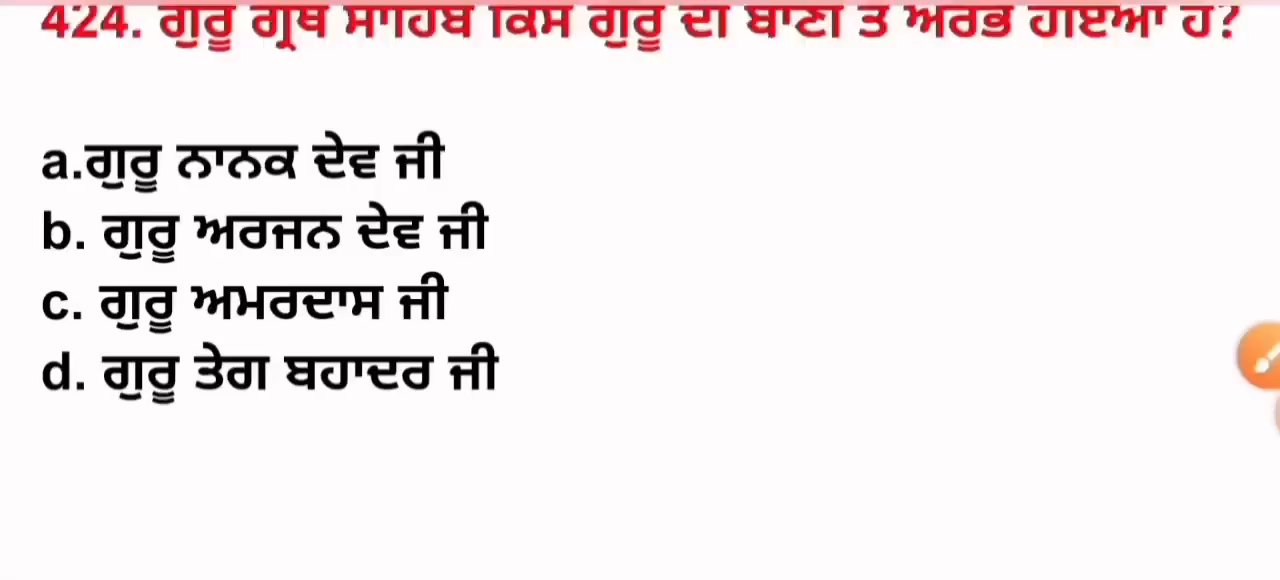 424. ਗੁਰੂ ਗ੍ਰੰਥ ਸਾਹਿਬ ਕਿਸ ਗੁਰੂ ਦੀ ਬਾਣੀ ਤੋਂ ਅਰੰਭ ਹੋਇਆ ਹੈ?
a.ਗੁਰੂ ਨਾਨਕ ਦੇਵ ਜੀ
b. ਗੁਰੂ ਅਰਜਨ ਦੇਵ ਜੀ
c. ਗੁਰੂ ਅਮਰਦਾਸ ਜੀ
d. ਗੁਰੂ ਤੇਗ ਬਹਾਦਰ ਜੀ